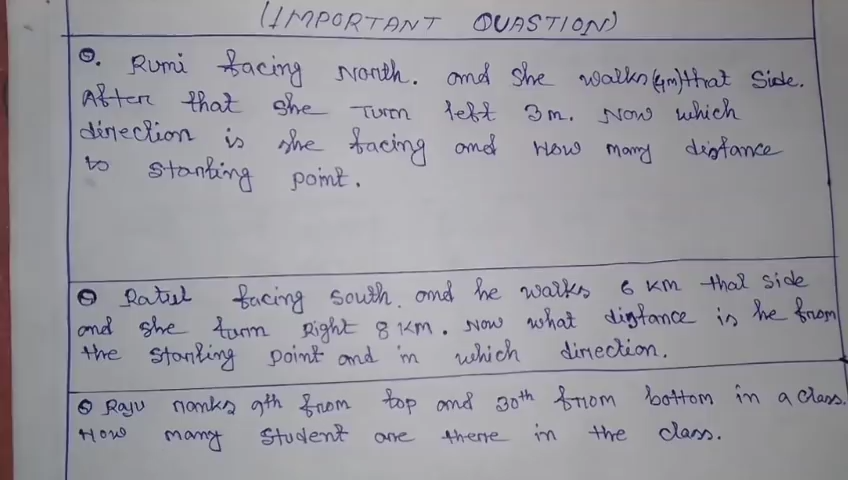 (IMPORTANT QUASTION)
Q. Rumi facing North. and she walks (4m) that side.
After that she Turn left 3m. Now which
direction is she facing and How many distance
to starting point.
Q Ratul facing south. and he walks 6 KM that side
and she turn Right 8 KM. Now what distance is he from
the starting point and in which direction.
Q Raju ranks 9th from top and 30th from bottom in a class.
How many student are there in the class.